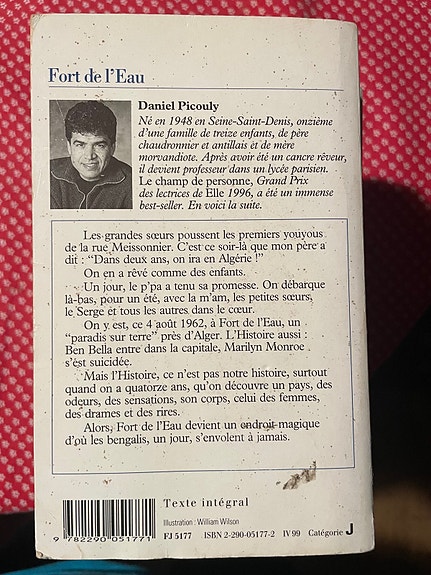 Fort de l'Eau
Daniel Picouly
Né en 1948 en Seine-Saint-Denis, onzième
d'une famille de treize enfants, de père
chaudronnier et antillais et de mère
morvandiote. Après avoir été un cancre rêveur,
il devient professeur dans un lycée parisien.
Le champ de personne, Grand Prix
des lectrices de Elle 1996, a été un immense
best-seller. En voici la suite.
Les grandes sœurs poussent les premiers youyous
de la rue Meissonnier. C'est ce soir-là que mon père a
dit : "Dans deux ans, on ira en Algérie !"
On en a rêvé comme des enfants.
Un jour, le p'pa a tenu sa promesse. On débarque
là-bas, pour un été, avec la m'am, les petites sœurs,
le Serge et tous les autres dans le cœur.
On y est, ce 4 août 1962, à Fort de l'Eau, un
"paradis sur terre" près d'Alger. L'Histoire aussi :
Ben Bella entre dans la capitale, Marilyn Monroe
s'est suicidée.
Mais l'Histoire, ce n'est pas notre histoire, surtout
quand on a quatorze ans, qu'on découvre un pays, des
odeurs, des sensations, son corps, celui des femmes,
des drames et des rires.
Alors, Fort de l'Eau devient un endroit magique
d'où les bengalis, un jour, s'envolent à jamais.
Texte intégral
Illustration : William Wilson
9 782290 051771
FJ 5177 ISBN 2-290-05177-2 IV 99 Catégorie J